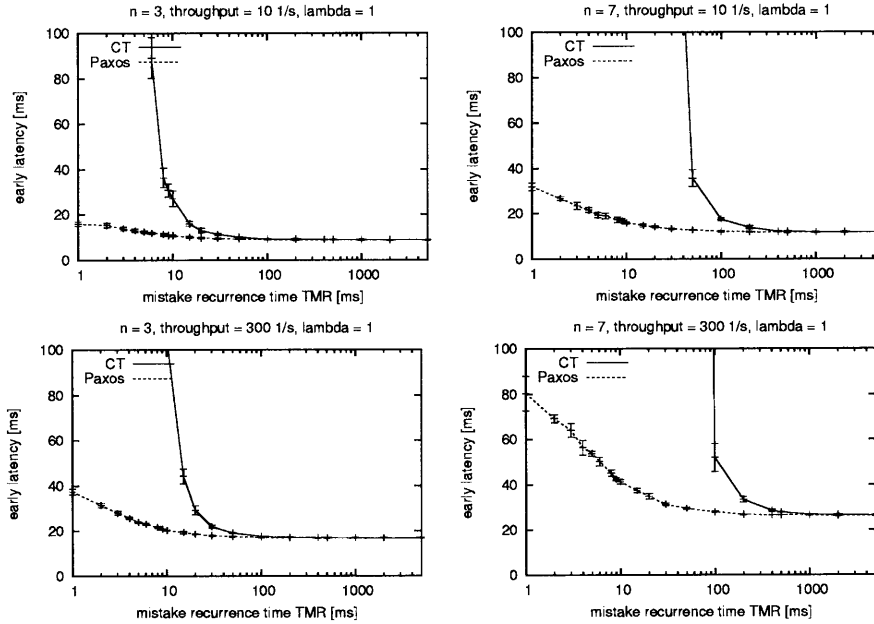 n = 3, throughput = 10 1/s, lambda = 1
early latency [ms]
100
80
60
40
20
0
CT
Paxos
1
10
100
1000
mistake recurrence time TMR [ms]
n = 7, throughput = 10 1/s, lambda = 1
early latency [ms]
100
80
60
40
20
0
CT
Paxos
1
10
100
1000
mistake recurrence time TMR [ms]
n = 3, throughput = 300 1/s, lambda = 1
early latency [ms]
100
80
60
40
20
0
CT
Paxos
1
10
100
1000
mistake recurrence time TMR [ms]
n = 7, throughput = 300 1/s, lambda = 1
early latency [ms]
100
80
60
40
20
0
CT
Paxos
1
10
100
1000
mistake recurrence time TMR [ms]